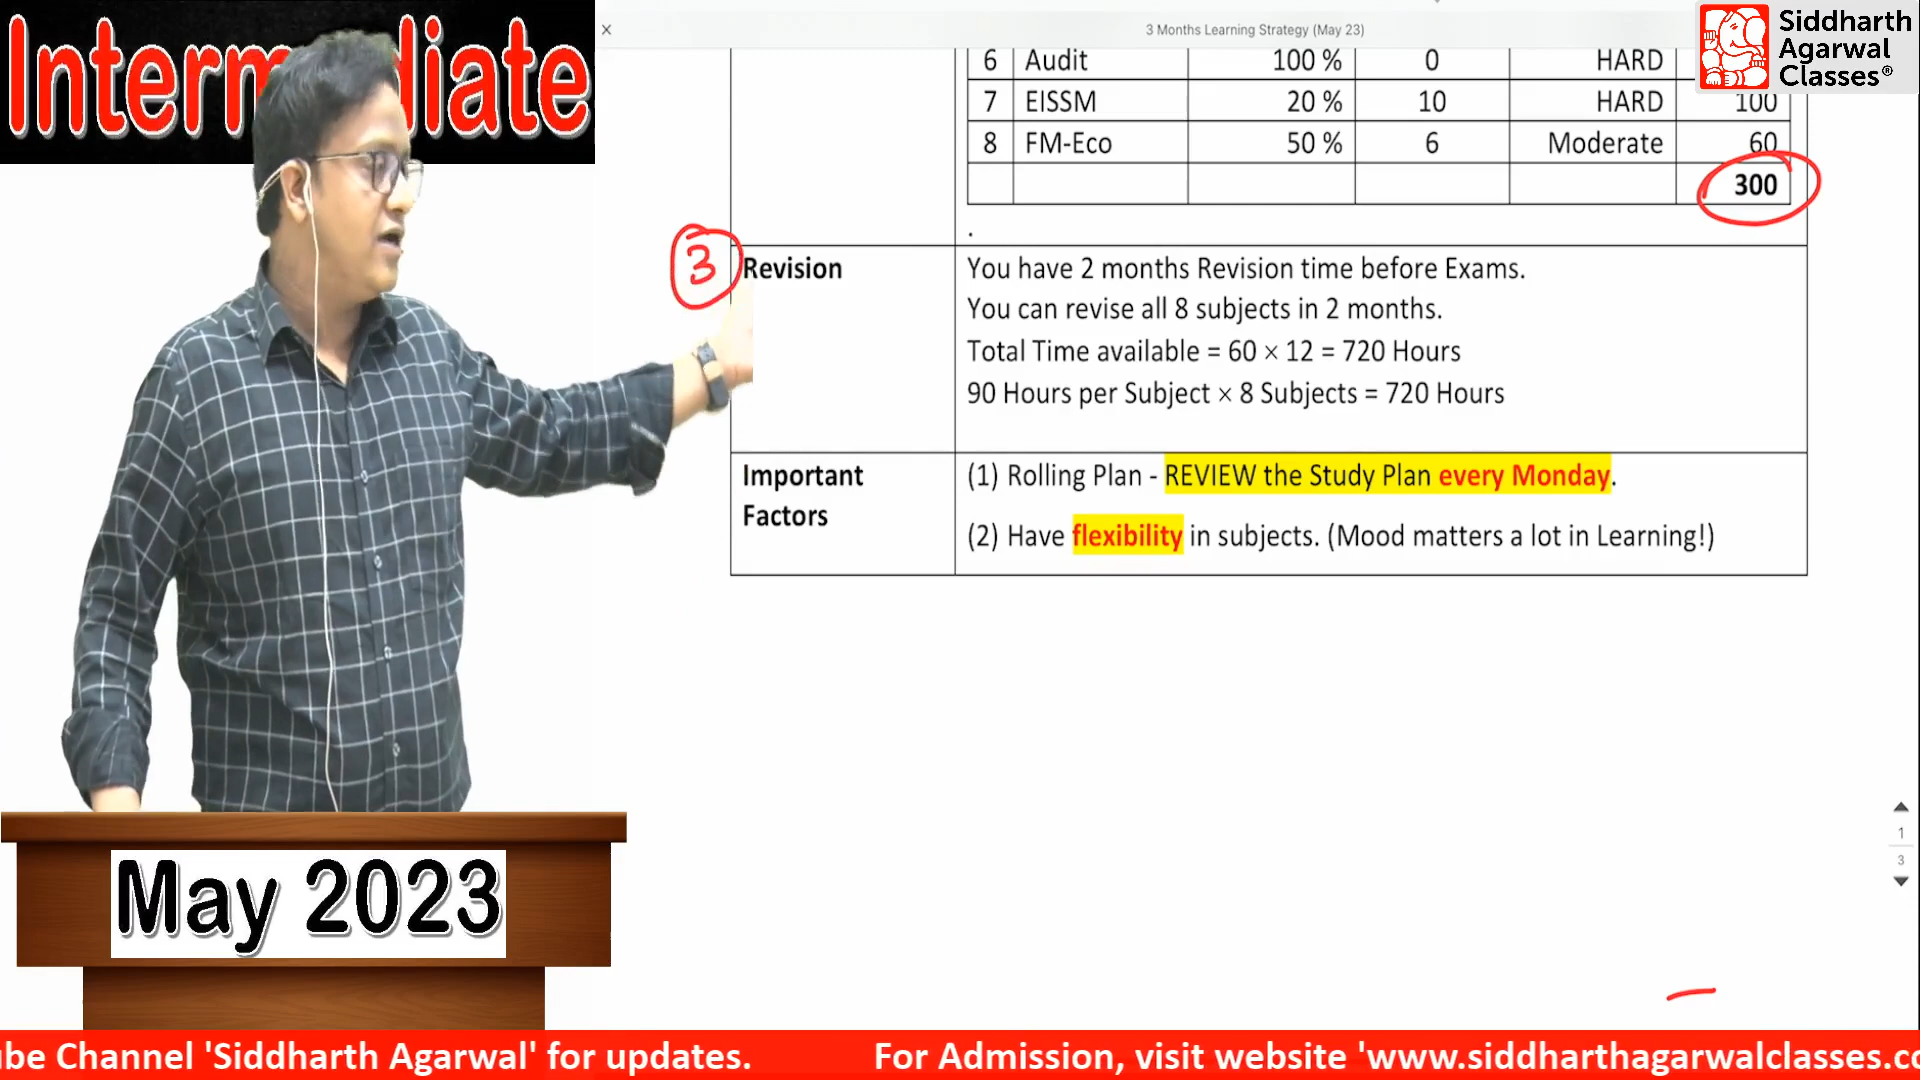 Intermediate
3 Months Learning Strategy (May 23)
Siddharth
Agarwal
Classes®
6 Audit 100 % 0 HARD
7 EISSM 20 % 10 HARD 100
8 FM-Eco 50 % 6 Moderate 60
300
.
3
Revision
You have 2 months Revision time before Exams.
You can revise all 8 subjects in 2 months.
Total Time available = 60 × 12 = 720 Hours
90 Hours per Subject × 8 Subjects = 720 Hours
Important
Factors
(1) Rolling Plan - REVIEW the Study Plan every Monday.
(2) Have flexibility in subjects. (Mood matters a lot in Learning!)
1
3
May 2023
ube Channel 'Siddharth Agarwal' for updates. For Admission, visit website 'www.siddharthagarwalclasses.co